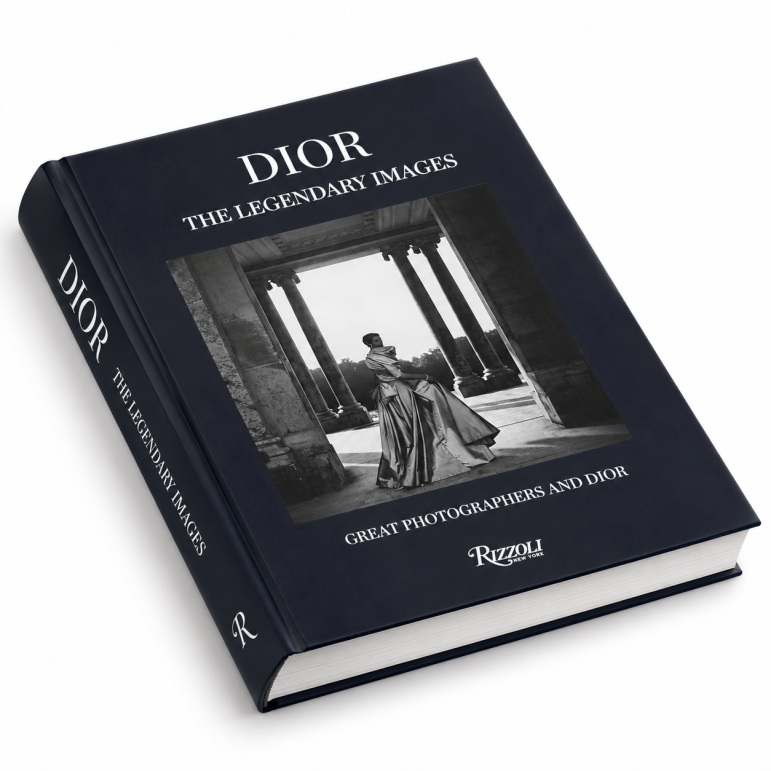 DIOR
THE LEGENDARY IMAGES
GREAT PHOTOGRAPHERS AND DIOR
RIZZOLI
NEW YORK
DIOR
THE LEGENDARY IMAGES
R